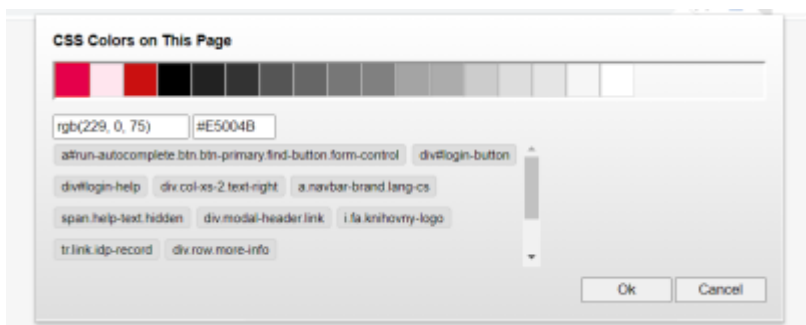 CSS Colors on This Page
rgb(229, 0, 75) #E5004B
a#run-autocomplete.btn.btn-primary.find-button.form-control div#login-button
div#login-help div.col-xs-2.text-right a.navbar-brand.lang-cs
span.help-text.hidden div.modal-header.link i.fa.knihovny-logo
tr.link.idp-record div.row.more-info
Ok Cancel